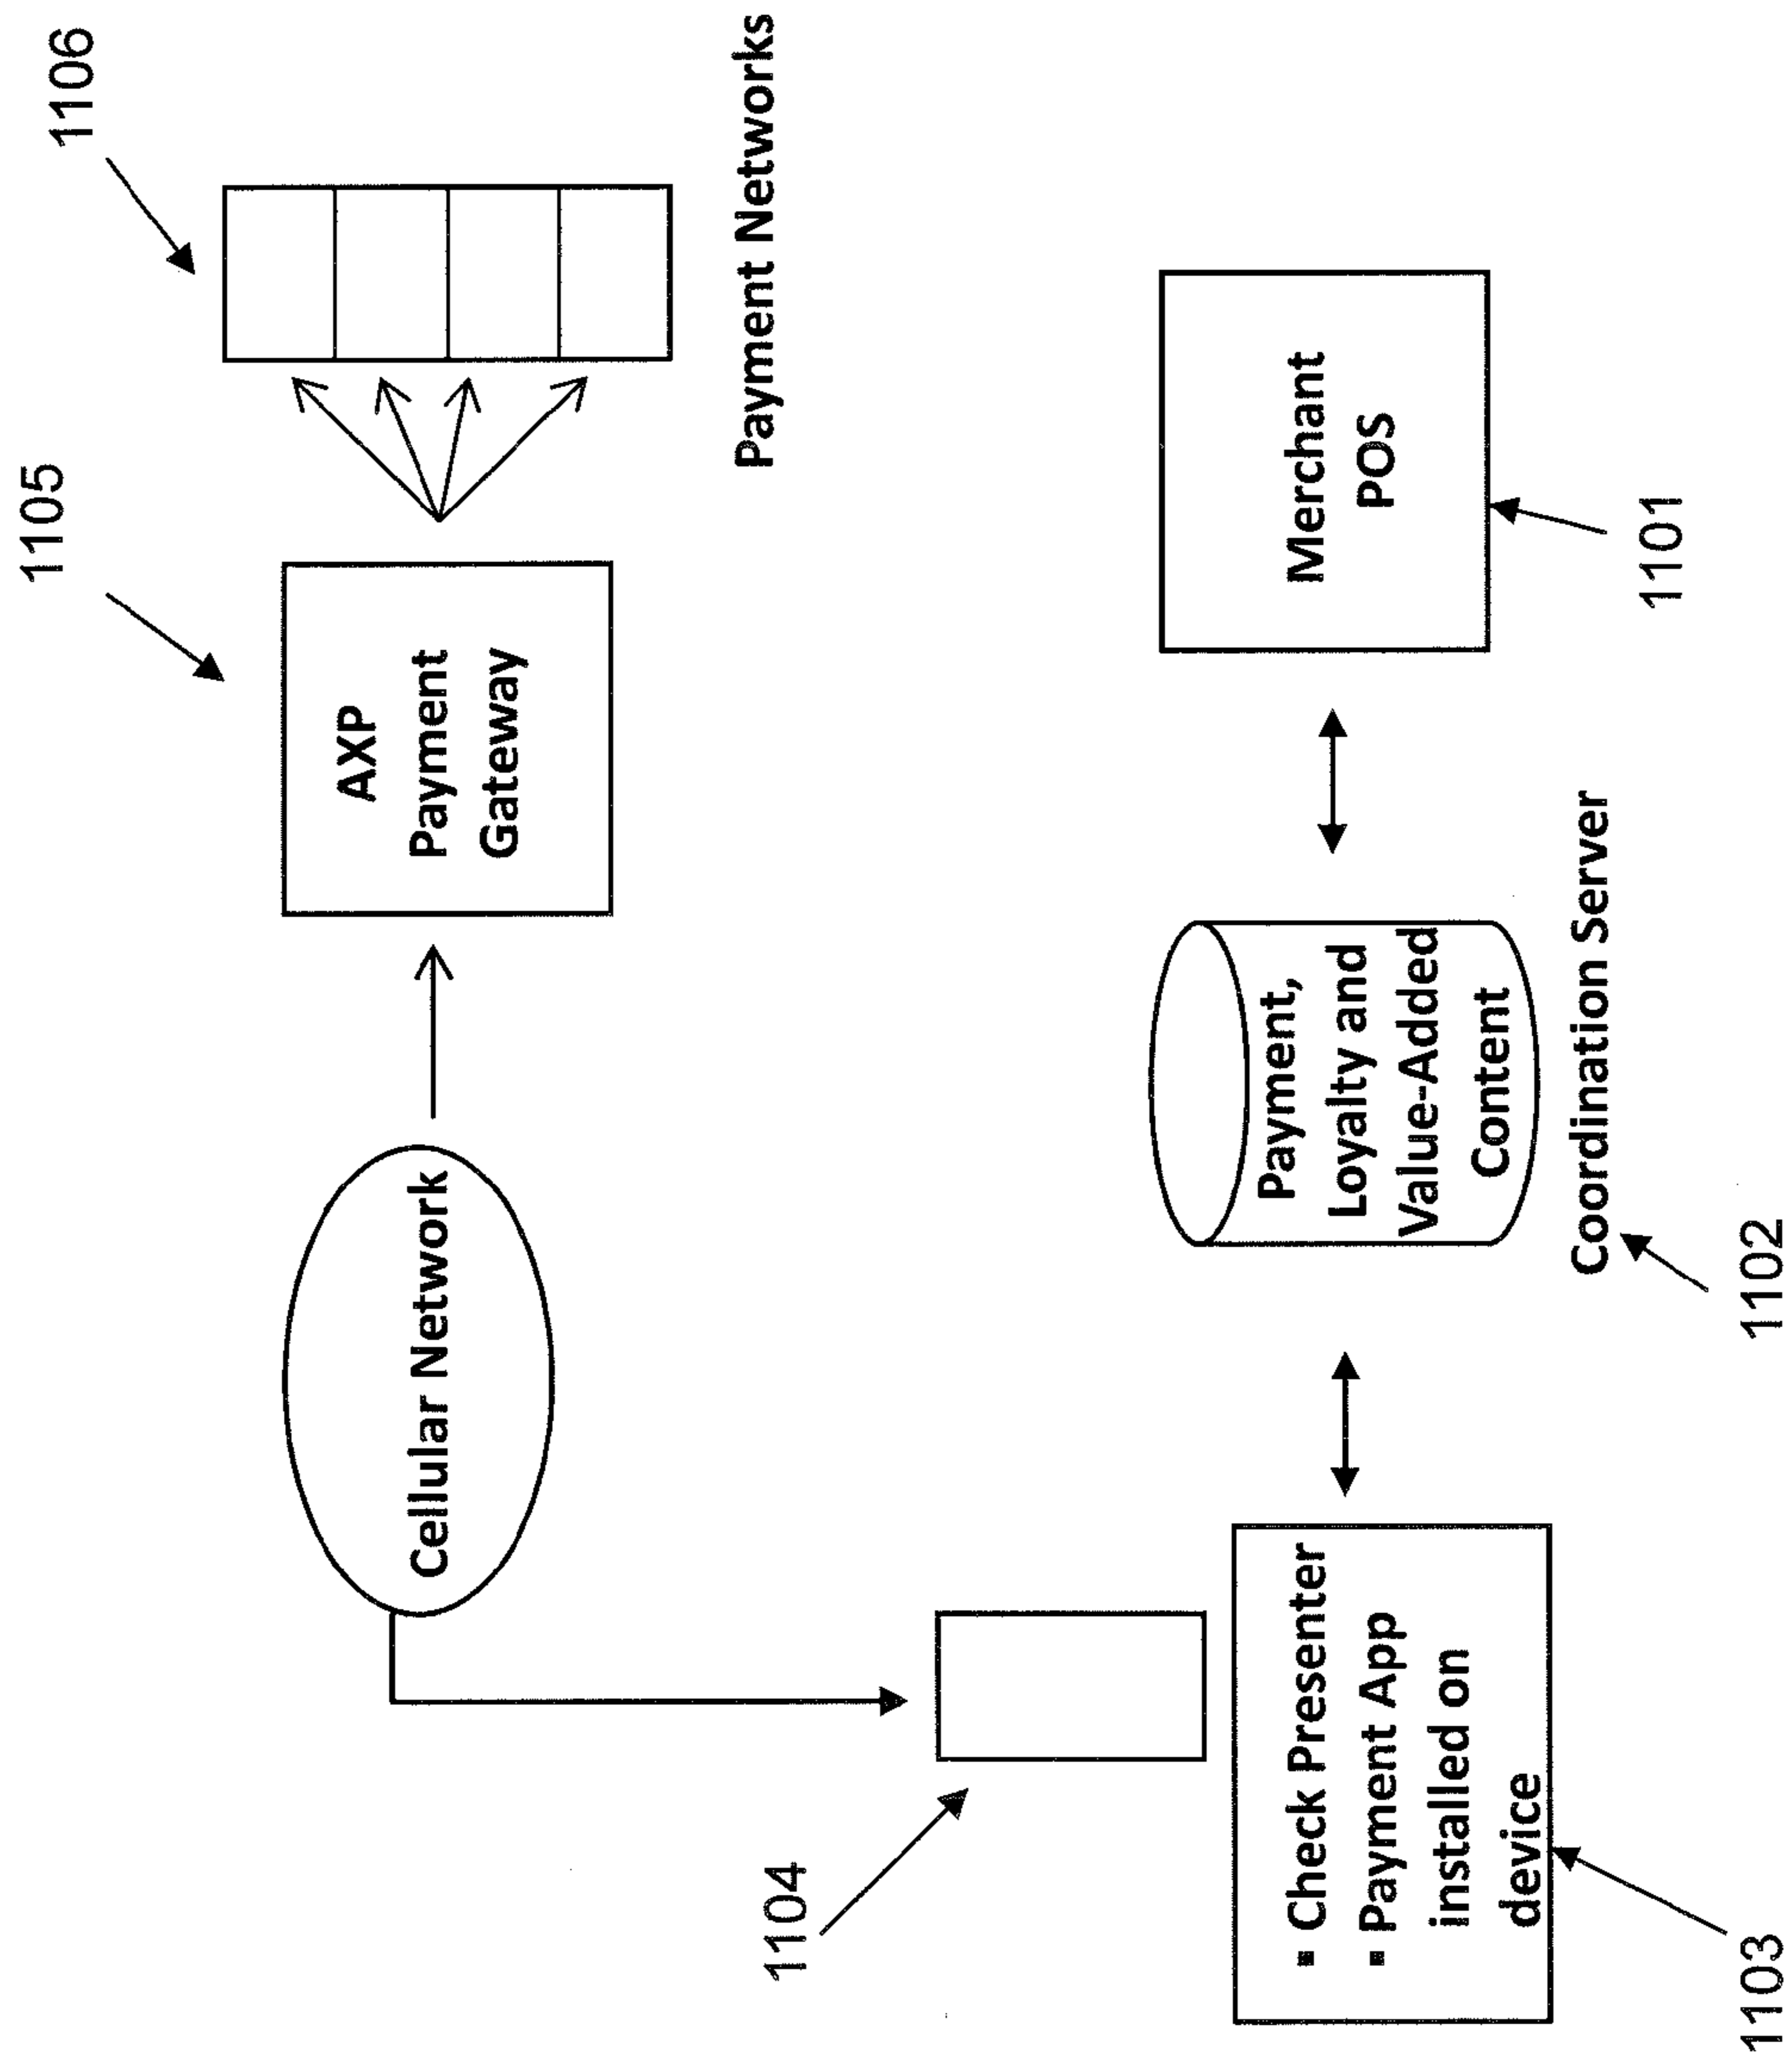 1105
1106
Cellular Network
AXP
Payment
Gateway
Payment Networks
1104
▪ Check Presenter
▪ Payment App
installed on
device
1103
Payment,
Loyalty and
Value-Added
Content
Coordination Server
1102
Merchant
POS
1101